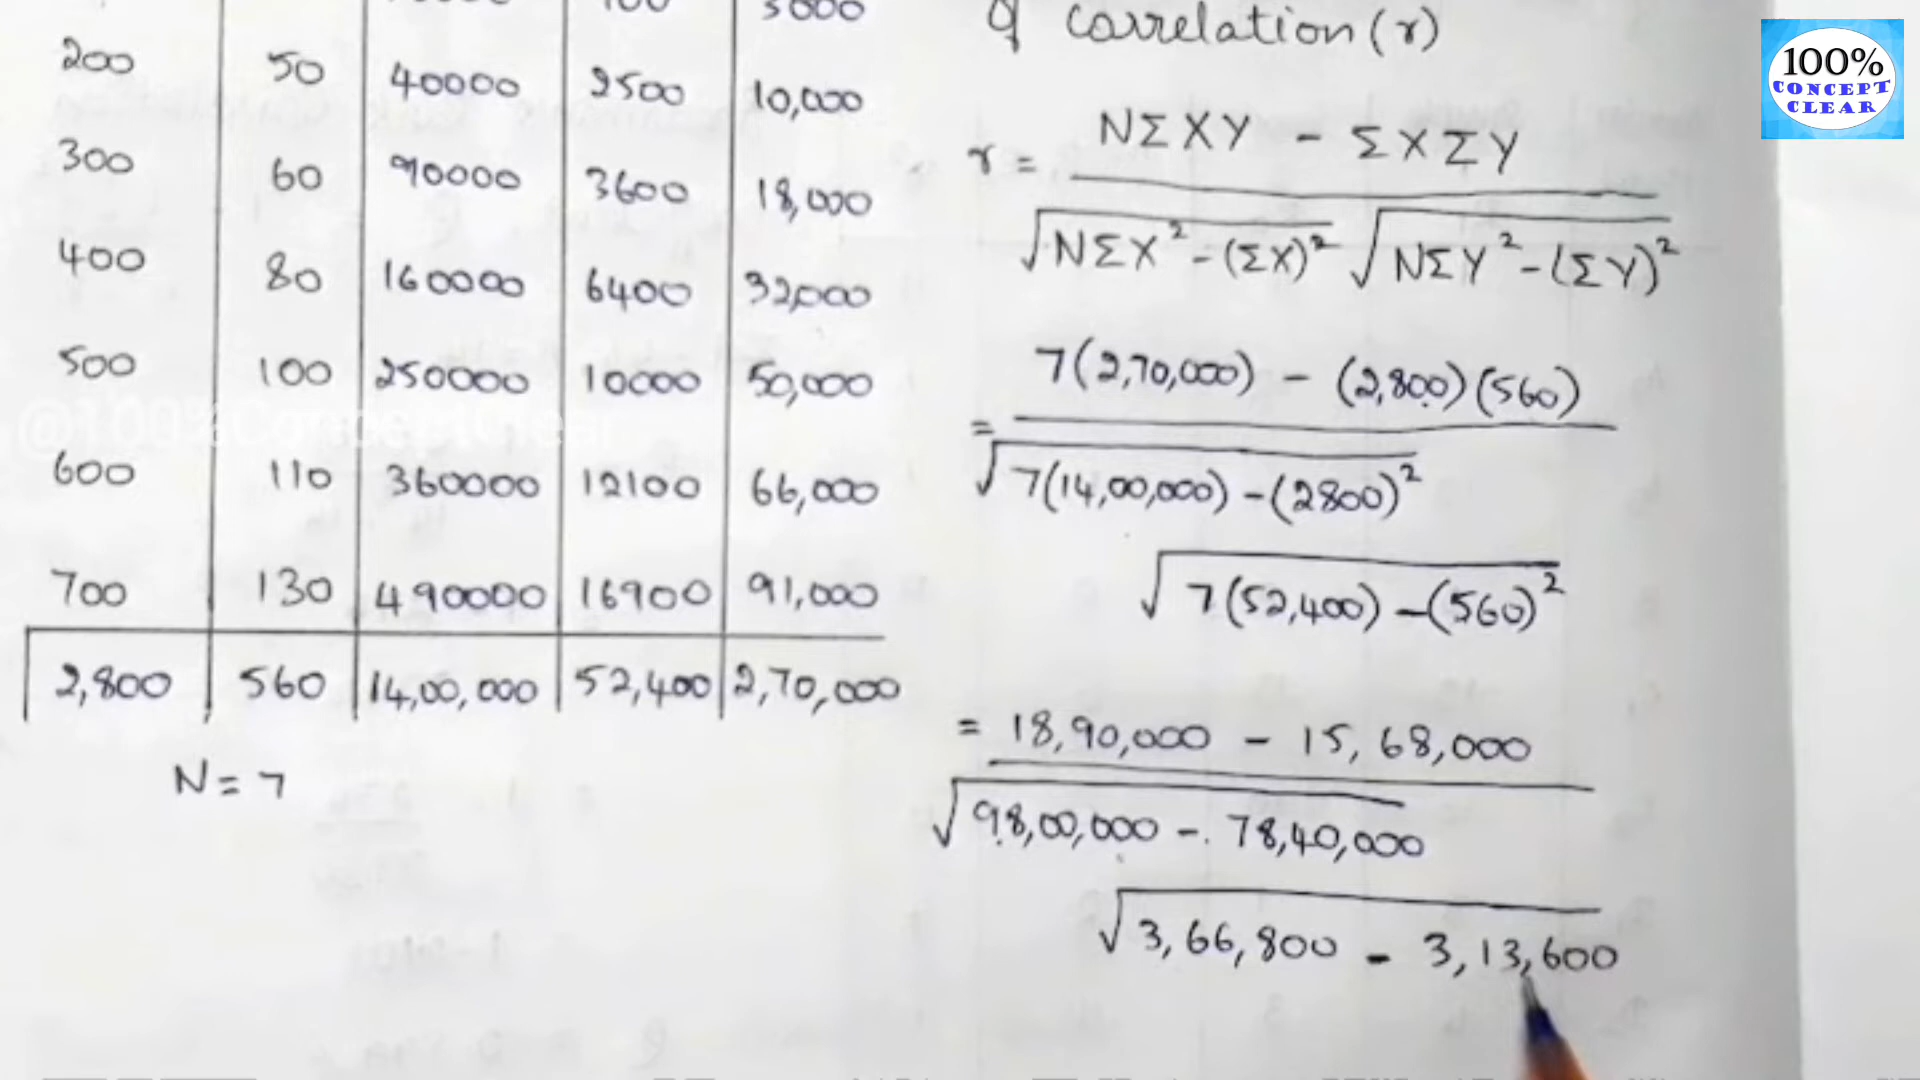 5000
of correlation (r)
200 50 40000 2500 10,000
300 60 90000 3600 18,000
400 80 160000 6400 32,000
500 100 250000 10000 50,000
600 110 360000 12100 66,000
700 130 490000 16900 91,000
2,800 560 14,00,000 52,400 2,70,000
N = 7
r = NΣXY - ΣXΣY
√NΣX² - (ΣX)² √NΣY² - (ΣY)²
= 7(2,70,000) - (2,800)(560)
√7(14,00,000) - (2800)²
√7(52,400) - (560)²
= 18,90,000 - 15,68,000
√98,00,000 - 78,40,000
√3,66,800 - 3,13,600
100%
CONCEPT
CLEAR
@100%ConceptClear